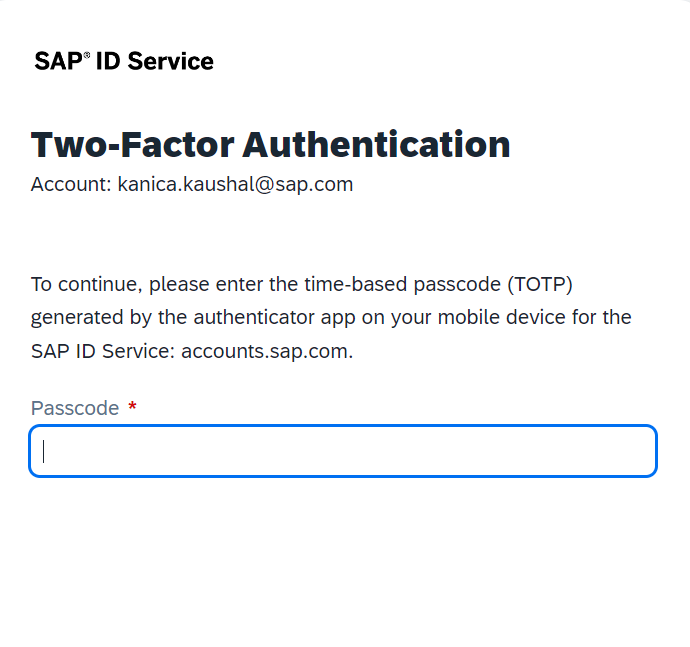 SAP® ID Service
Two-Factor Authentication
Account: kanica.kaushal@sap.com
To continue, please enter the time-based passcode (TOTP)
generated by the authenticator app on your mobile device for the
SAP ID Service: accounts.sap.com.
Passcode *